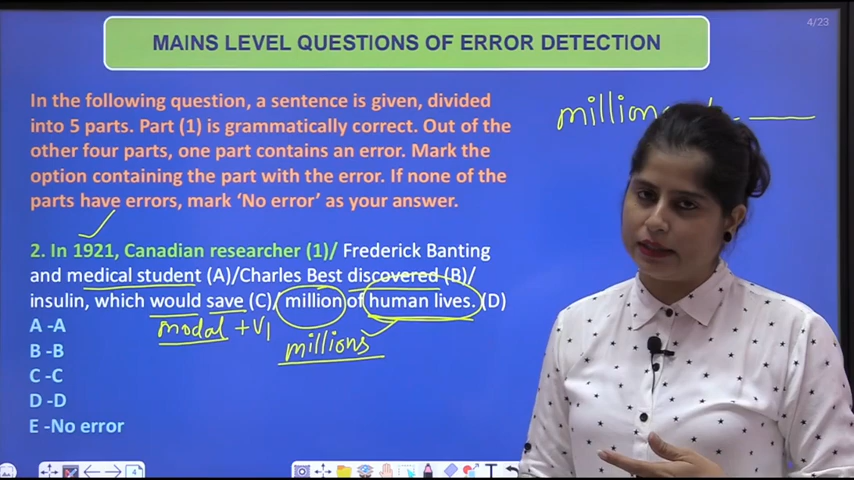 4/23
MAINS LEVEL QUESTIONS OF ERROR DETECTION
In the following question, a sentence is given, divided
into 5 parts. Part (1) is grammatically correct. Out of the
other four parts, one part contains an error. Mark the
option containing the part with the error. If none of the
parts have errors, mark ‘No error’ as your answer.
2. In 1921, Canadian researcher (1)/ Frederick Banting
and medical student (A)/Charles Best discovered (B)/
insulin, which would save (C)/ million of human lives. (D)
modal + V1
millions
A -A
B -B
C -C
D -D
E -No error
4
T